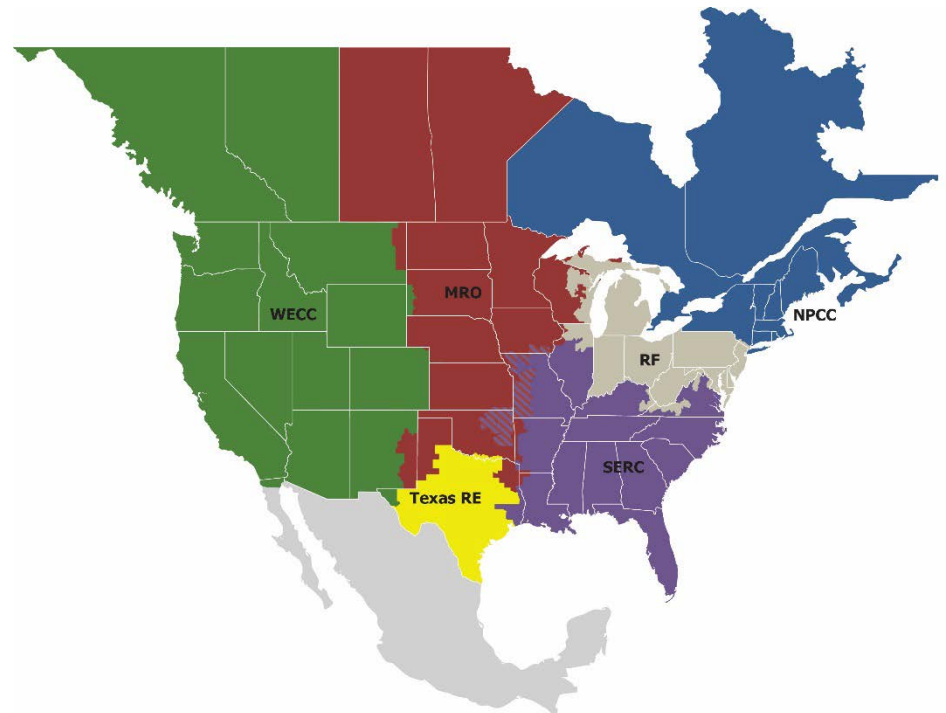 MRO
WECC
NPCC
RF
SERC
Texas RE